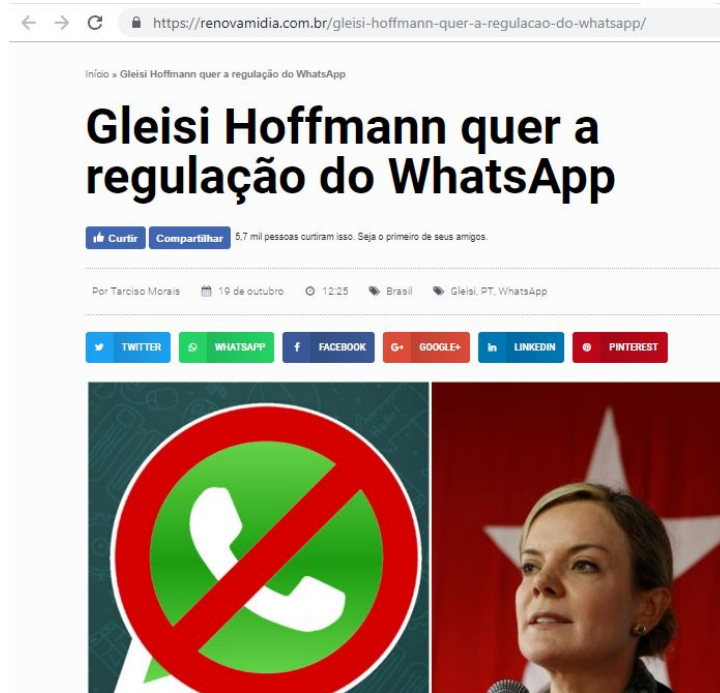 https://renovamidia.com.br/gleisi-hoffmann-quer-a-regulacao-do-whatsapp/
Início » Gleisi Hoffmann quer a regulação do WhatsApp
Gleisi Hoffmann quer a
regulação do WhatsApp
Curtir Compartilhar 5,7 mil pessoas curtiram isso. Seja o primeiro de seus amigos.
Por Tarciso Morais 19 de outubro 12:25 Brasil Gleisi, PT, WhatsApp
TWITTER WHATSAPP FACEBOOK G+ GOOGLE+ LINKEDIN PINTEREST